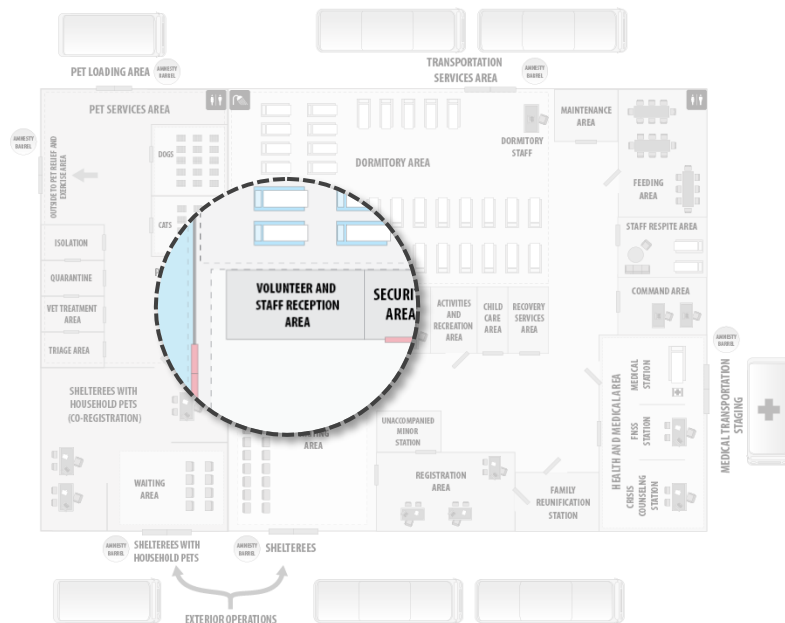 PET LOADING AREA
AMNESTY
BARREL
TRANSPORTATION
SERVICES AREA
AMNESTY
BARREL
PET SERVICES AREA
MAINTENANCE
AREA
AMNESTY
BARREL
OUTSIDE TO PET RELIEF AND
EXERCISE AREA
DOGS
DORMITORY
STAFF
DORMITORY AREA
FEEDING
AREA
CATS
STAFF RESPITE AREA
ISOLATION
QUARANTINE
VOLUNTEER AND
STAFF RECEPTION
AREA
SECURI
AREA
COMMAND AREA
VET TREATMENT
AREA
ACTIVITIES
AND
RECREATION
AREA
CHILD
CARE
AREA
RECOVERY
SERVICES
AREA
TRIAGE AREA
AMNESTY
BARREL
SHELTEREES WITH
HOUSEHOLD PETS
(CO-REGISTRATION)
HEALTH AND MEDICAL AREA
MEDICAL
STATION
FNSS
STATION
CRISIS
COUNSELING
STATION
MEDICAL TRANSPORTATION
STAGING
UNACCOMPANIED
MINOR
STATION
AREA
REGISTRATION
AREA
WAITING
AREA
FAMILY
REUNIFICATION
STATION
AMNESTY
BARREL
SHELTEREES WITH
HOUSEHOLD PETS
AMNESTY
BARREL
SHELTEREES
EXTERIOR OPERATIONS